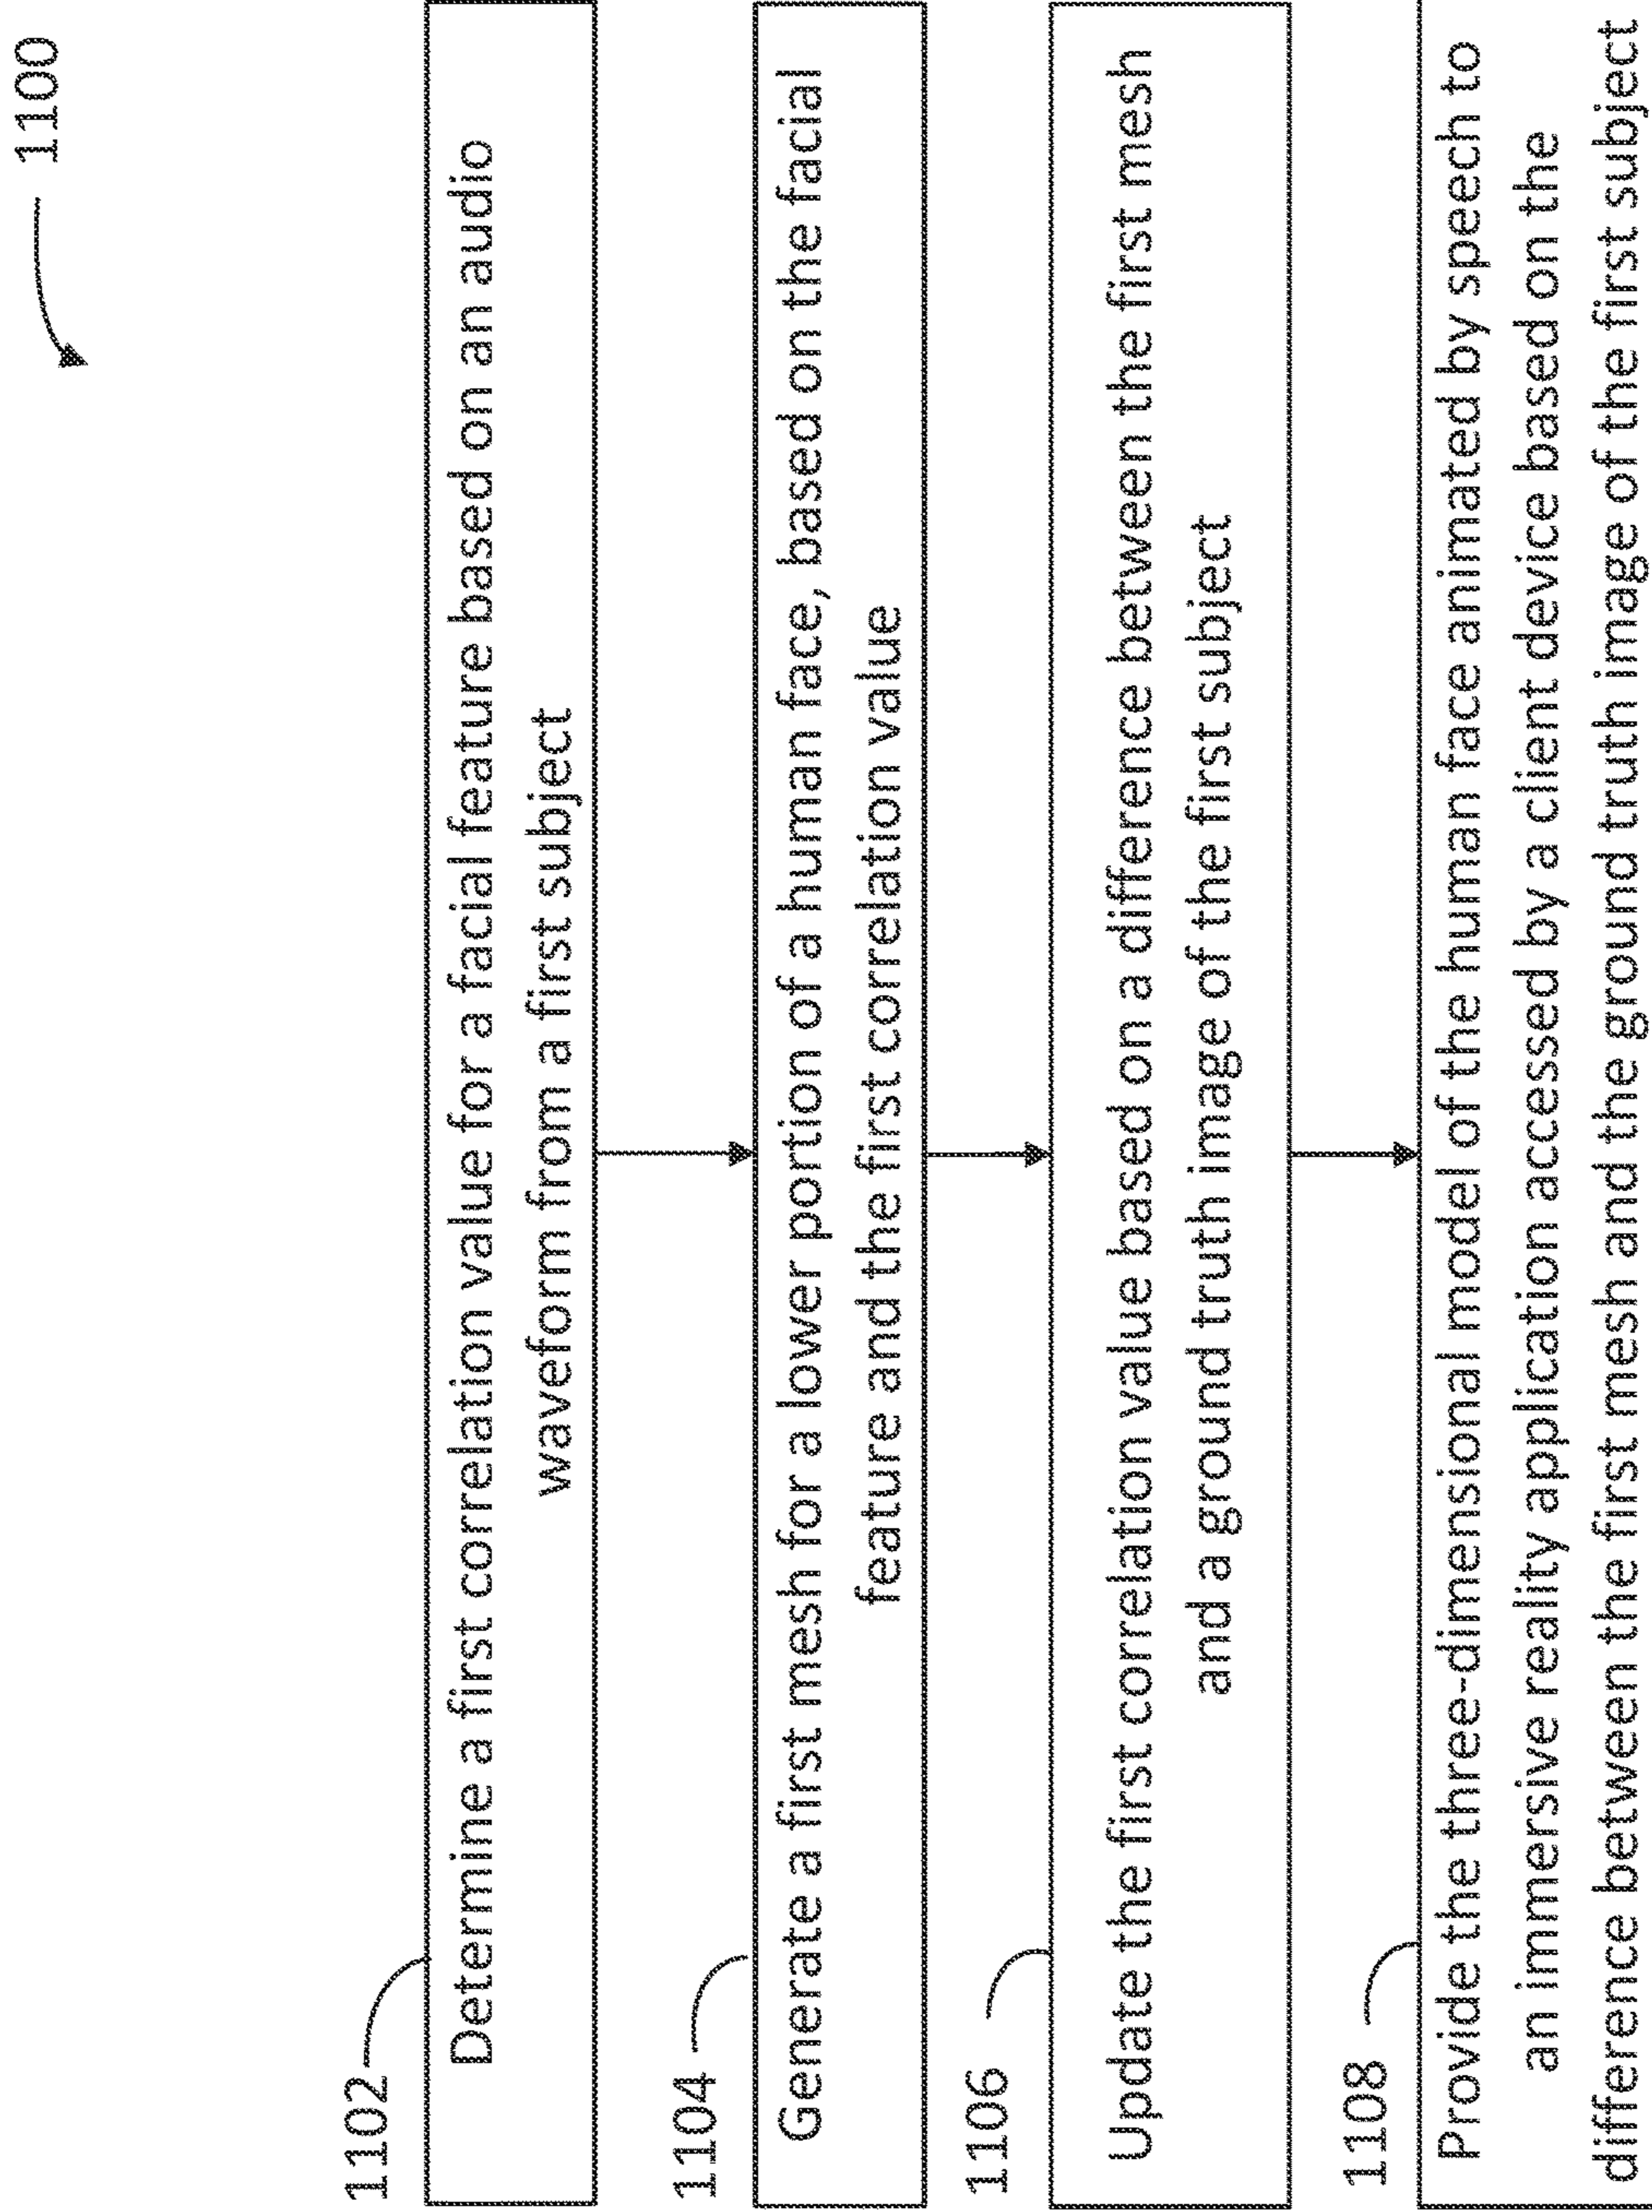 1100
1102
Determine a first correlation value for a facial feature based on an audio
waveform from a first subject
1104
Generate a first mesh for a lower portion of a human face, based on the facial
feature and the first correlation value
1106
Update the first correlation value based on a difference between the first mesh
and a ground truth image of the first subject
1108
Provide the three-dimensional model of the human face animated by speech to
an immersive reality application accessed by a client device based on the
difference between the first mesh and the ground truth image of the first subject